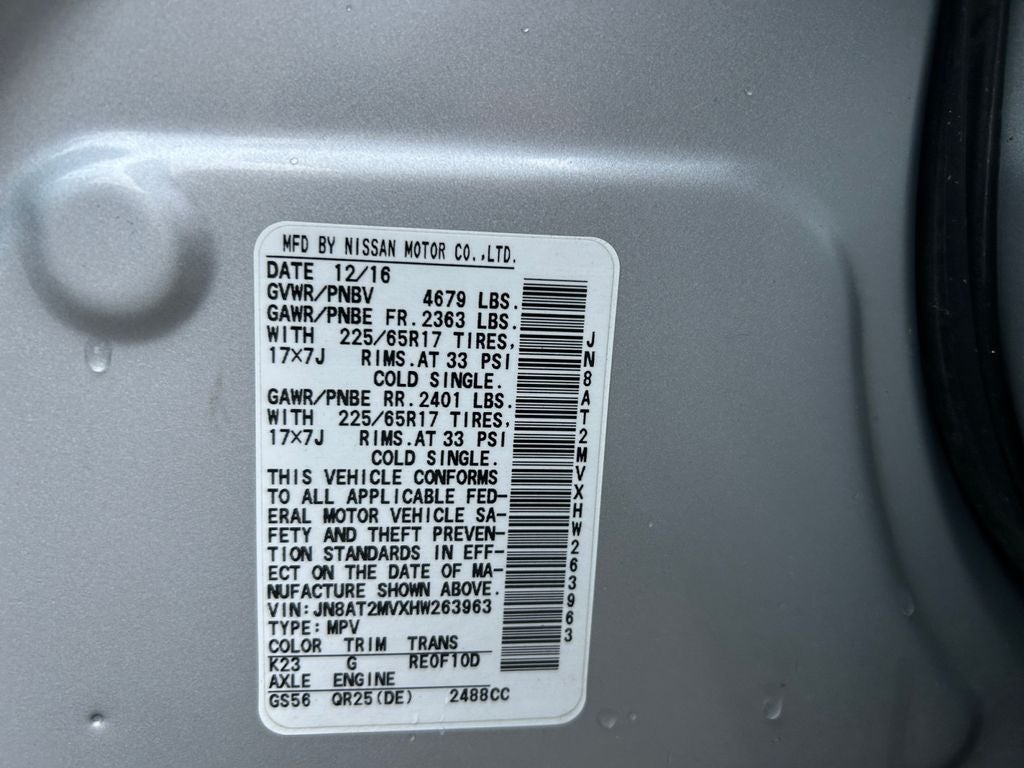 MFD BY NISSAN MOTOR CO.,LTD.
DATE 12/16
GVWR/PNBV 4679 LBS.
GAWR/PNBE FR. 2363 LBS.
WITH 225/65R17 TIRES,
17×7J RIMS. AT 33 PSI
COLD SINGLE.
GAWR/PNBE RR. 2401 LBS.
WITH 225/65R17 TIRES,
17×7J RIMS. AT 33 PSI
COLD SINGLE.
THIS VEHICLE CONFORMS
TO ALL APPLICABLE FED-
ERAL MOTOR VEHICLE SA-
FETY AND THEFT PREVEN-
TION STANDARDS IN EFF-
ECT ON THE DATE OF MA-
NUFACTURE SHOWN ABOVE.
VIN: JN8AT2MVXHW263963
TYPE: MPV
COLOR TRIM TRANS
K23 G RE0F10D
AXLE ENGINE
GS56 QR25(DE) 2488CC
JN8AT2MVXHW263963